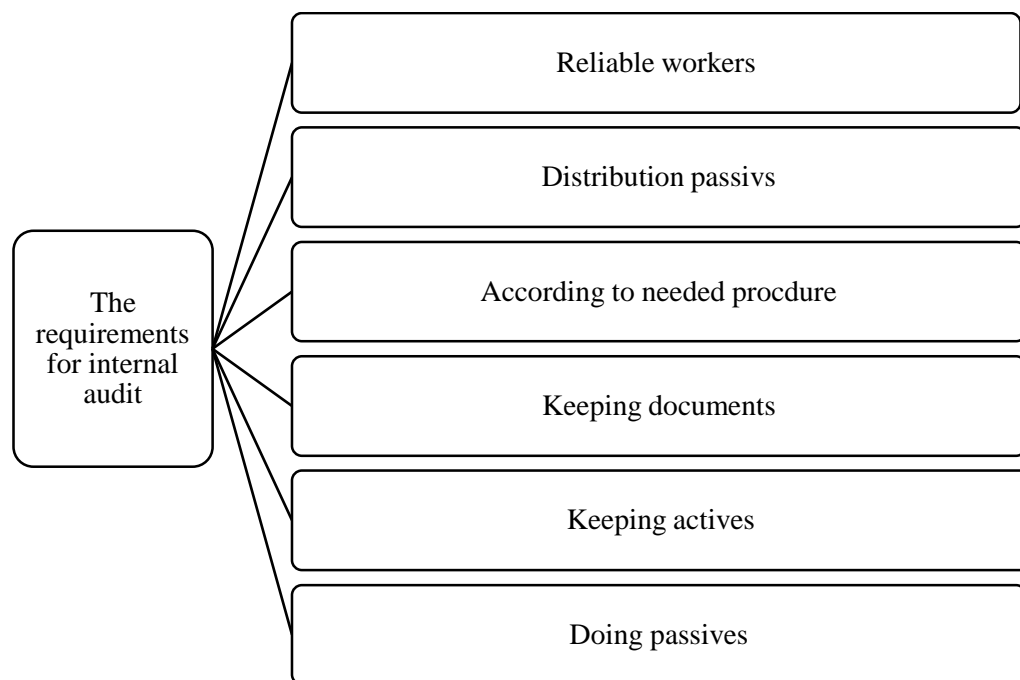 Reliable workers
Distribution passivs
According to needed procdure
The
requirements
for internal
audit
Keeping documents
Keeping actives
Doing passives